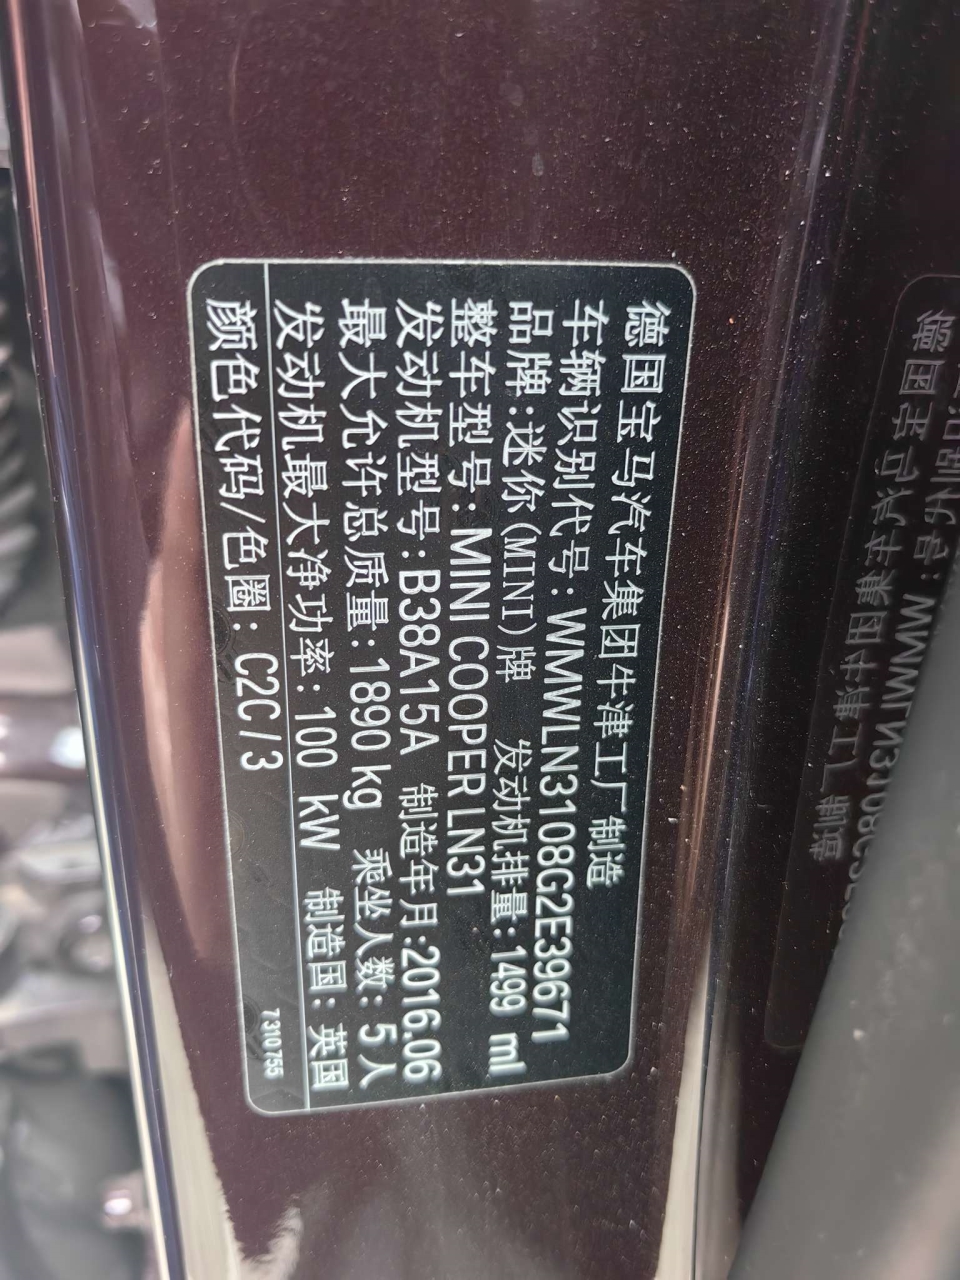 德国宝马汽车集团牛津工厂制造
车辆识别代号:WMWLN3108G2E39671
品牌:迷你(MINI)牌 发动机排量:1499 ml
整车型号:MINI COOPER LN31
发动机型号:B38A15A 制造年月:2016.06
最大允许总质量:1890 kg 乘坐人数:5人
发动机最大净功率:100 kW 制造国:英国
颜色代码/色圈:C2C/3
7 310 755